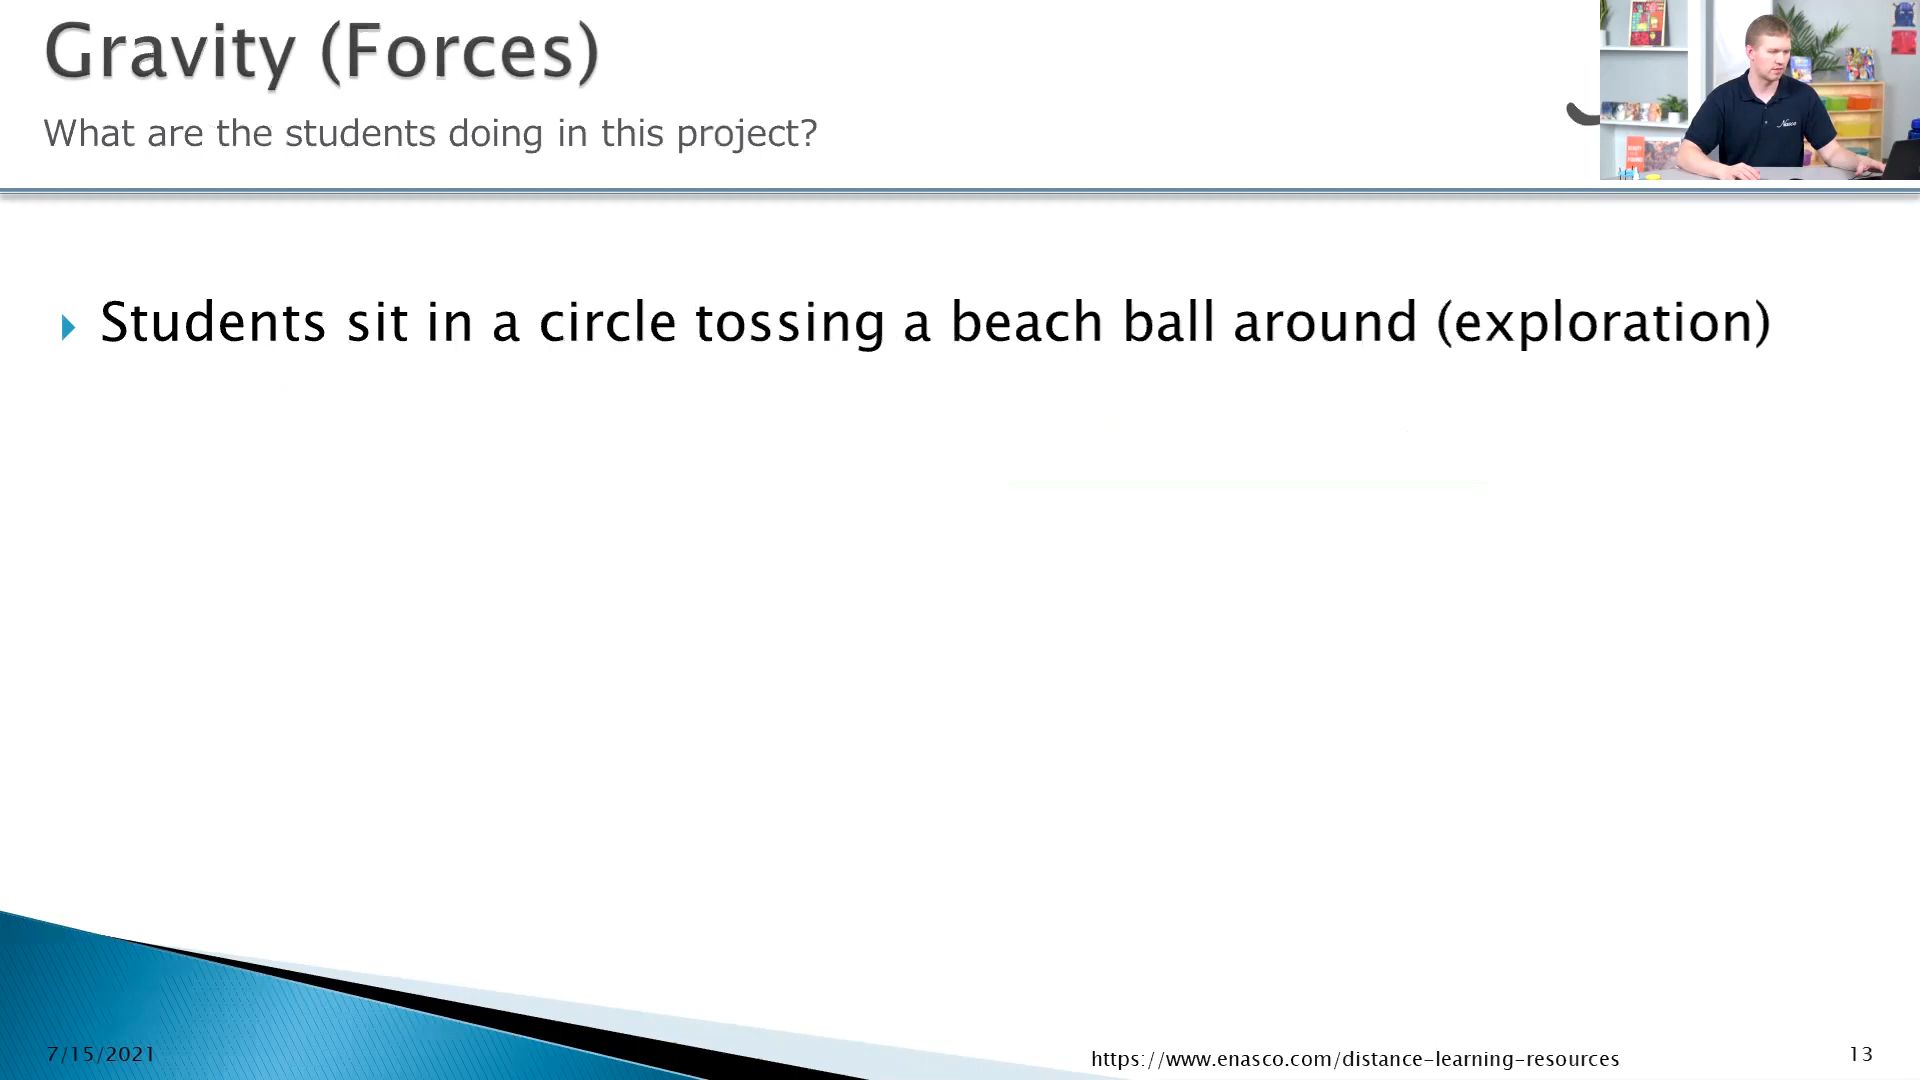 Gravity (Forces)
What are the students doing in this project?
Students sit in a circle tossing a beach ball around (exploration)
Nasco
7/15/2021
https://www.enasco.com/distance-learning-resources
13